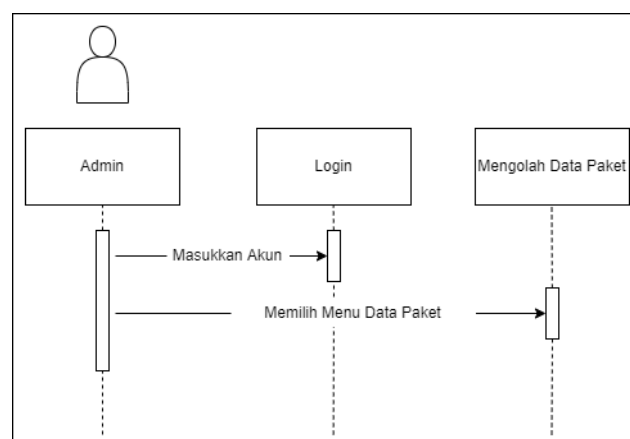 Admin
Login
Mengolah Data Paket
Masukkan Akun
Memilih Menu Data Paket